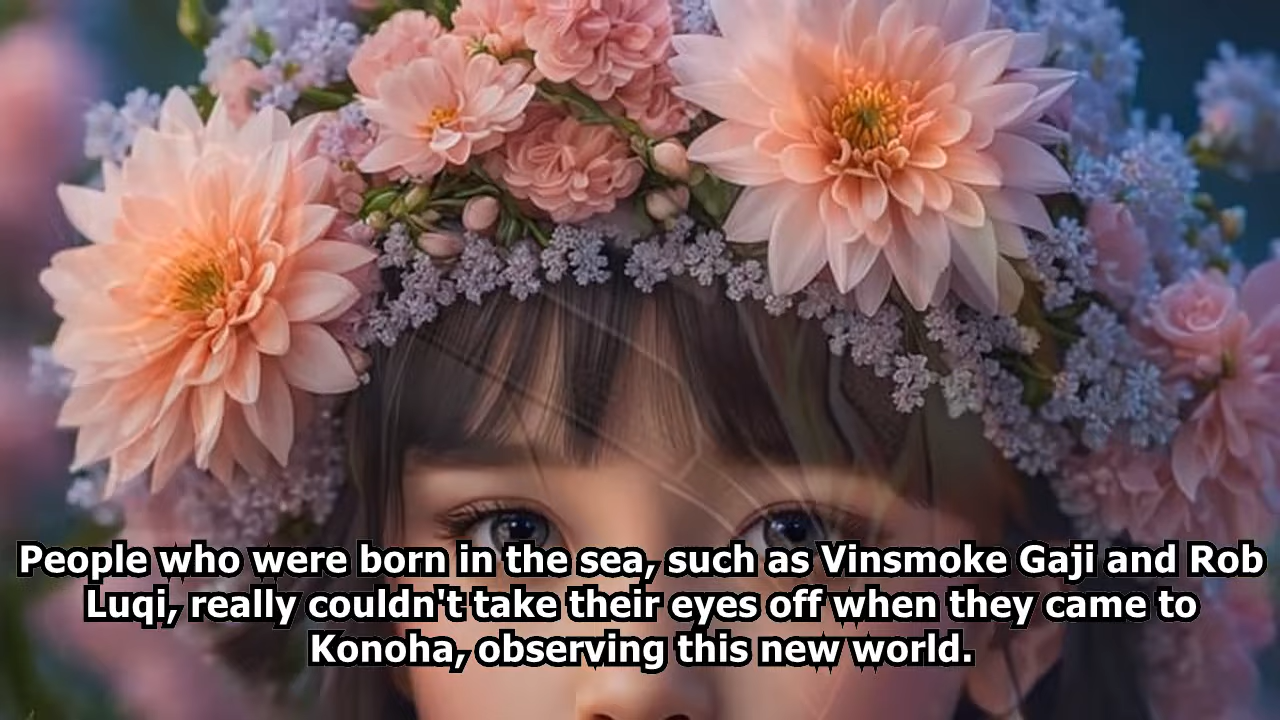 People who were born in the sea, such as Vinsmoke Gaji and Rob
Luqi, really couldn't take their eyes off when they came to
Konoha, observing this new world.